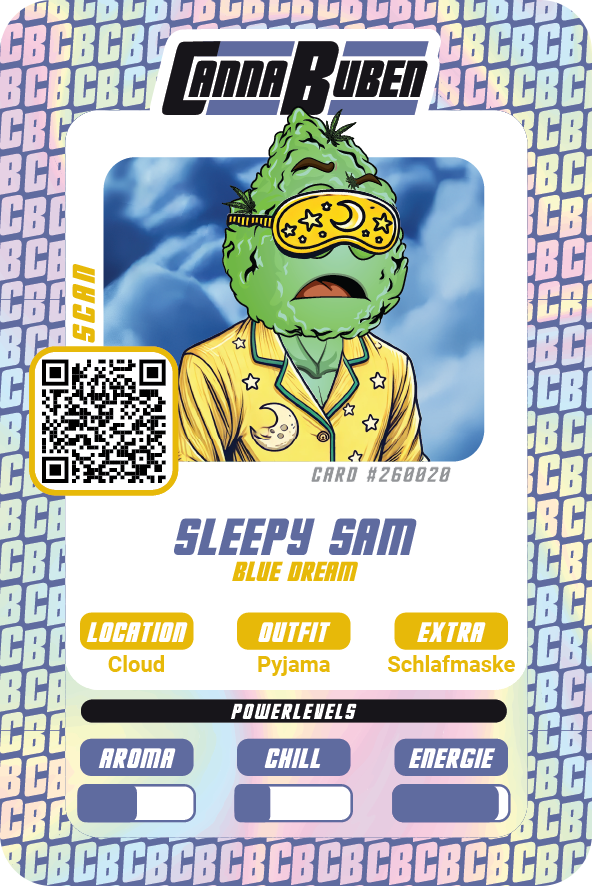 CANNABUBEN
SCAN
CARD #260020
SLEEPY SAM
BLUE DREAM
LOCATION OUTFIT EXTRA
Cloud Pyjama Schlafmaske
POWERLEVELS
AROMA CHILL ENERGIE